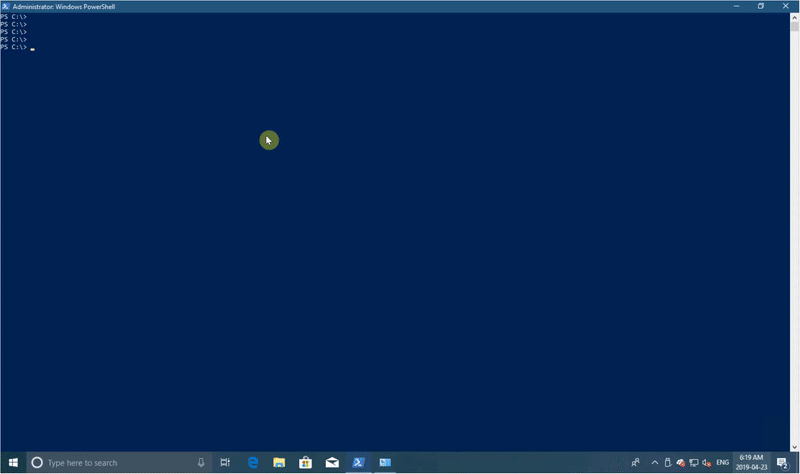 Administrator: Windows PowerShell
PS C:\>
PS C:\>
PS C:\>
PS C:\>
PS C:\>
Type here to search
ENG
6:19 AM
2019-04-23
2